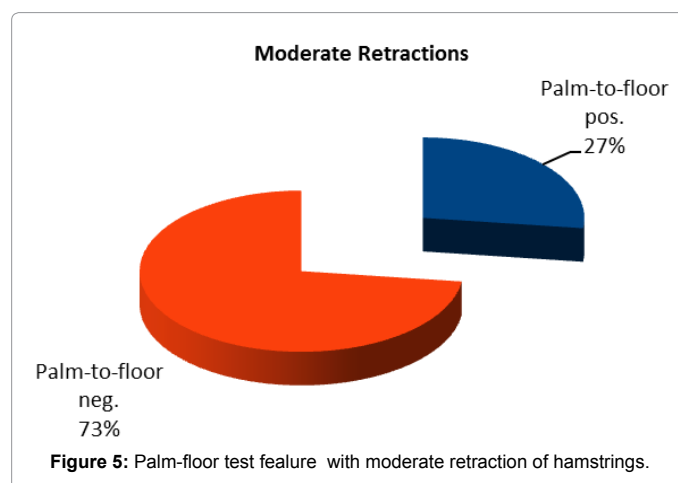 Moderate Retractions
Palm-to-floor
pos.
27%
Palm-to-floor
neg.
73%
Figure 5: Palm-floor test fealure with moderate retraction of hamstrings.